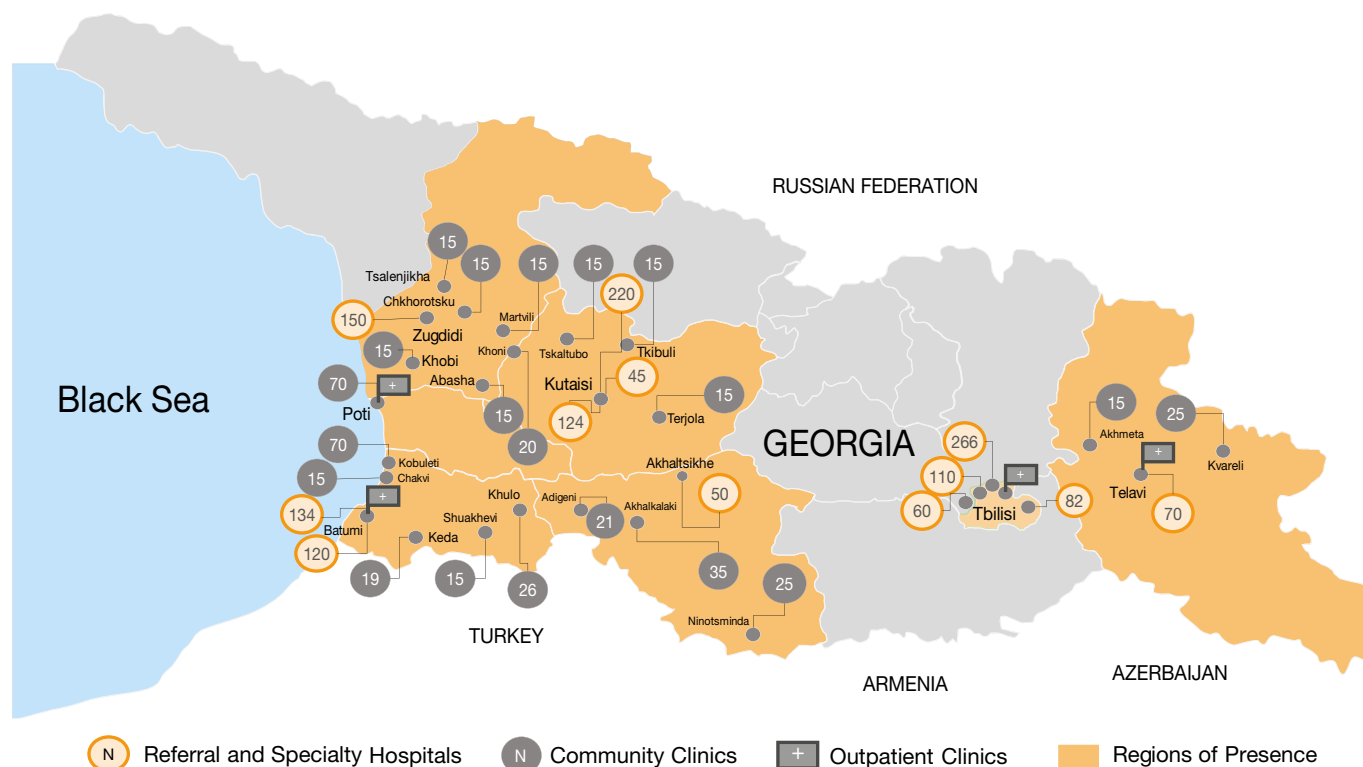 RUSSIAN FEDERATION
15
15
15
15
15
Tsalenjikha
220
Chkhorotsku
150
Zugdidi
Martvili
Tskaltubo
Tkibuli
Khoni
15
Khobi
45
70
+
Abasha
Kutaisi
Black Sea
Poti
15
124
Terjola
15
20
GEORGIA
15
25
Akhmeta
Kvareli
+
Telavi
70
70
Kobuleti
15
Chakvi
+
134
Batumi
120
Akhaltsikhe
50
266
110
60
+
Tbilisi
82
Khulo
Adigeni
Akhalkalaki
21
Shuakhevi
Keda
19
15
26
35
25
Ninotsminda
TURKEY
ARMENIA
AZERBAIJAN
N Referral and Specialty Hospitals
N Community Clinics
+ Outpatient Clinics
Regions of Presence